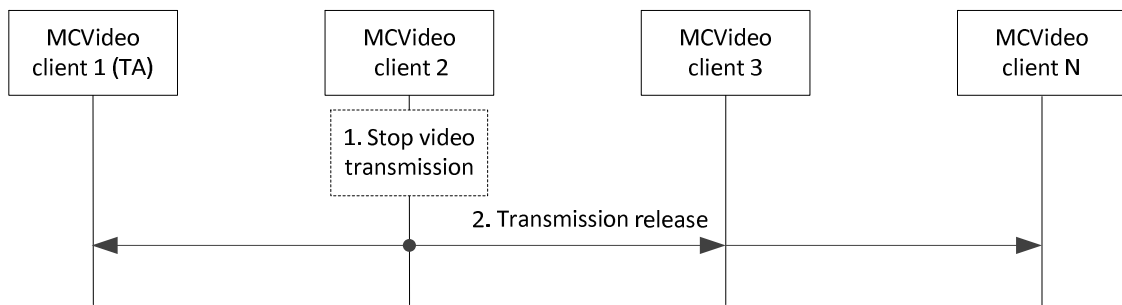 MCVideo
client 1 (TA)
MCVideo
client 2
MCVideo
client 3
MCVideo
client N
1. Stop video
transmission
2. Transmission release